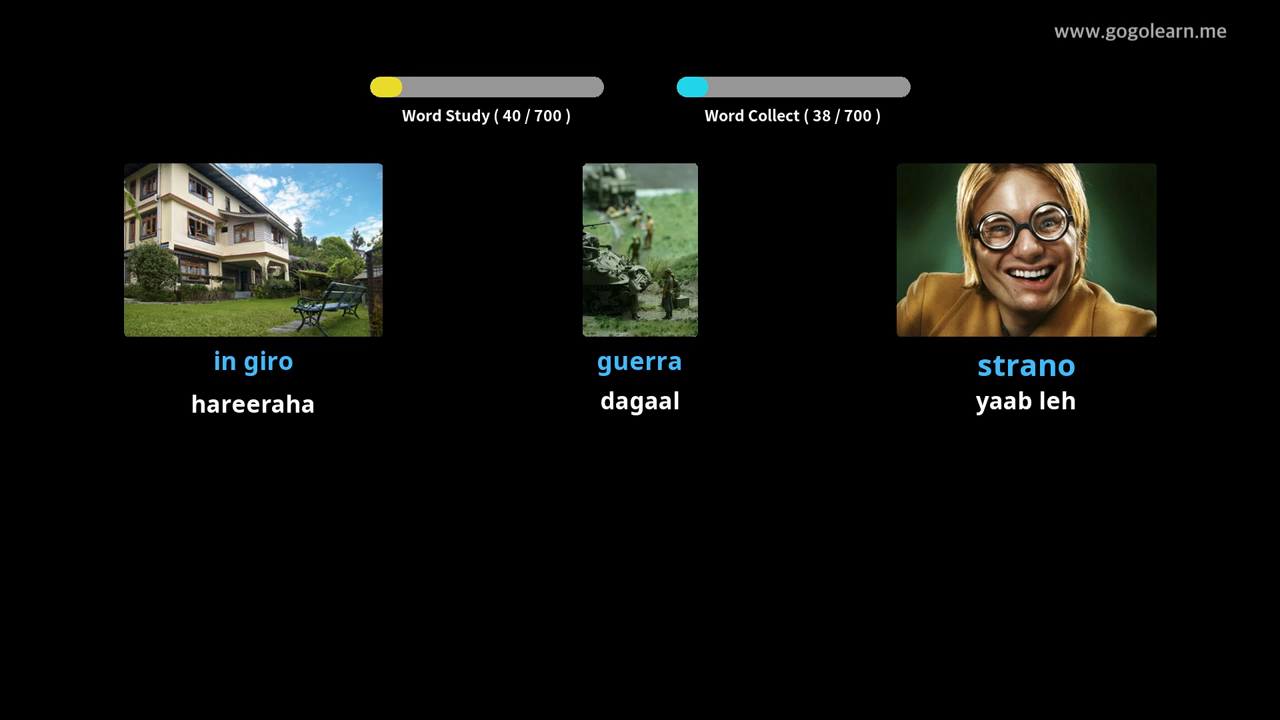 www.gogolearn.me
Word Study ( 40 / 700 )
Word Collect ( 38 / 700 )
in giro
hareeraha
guerra
dagaal
strano
yaab leh